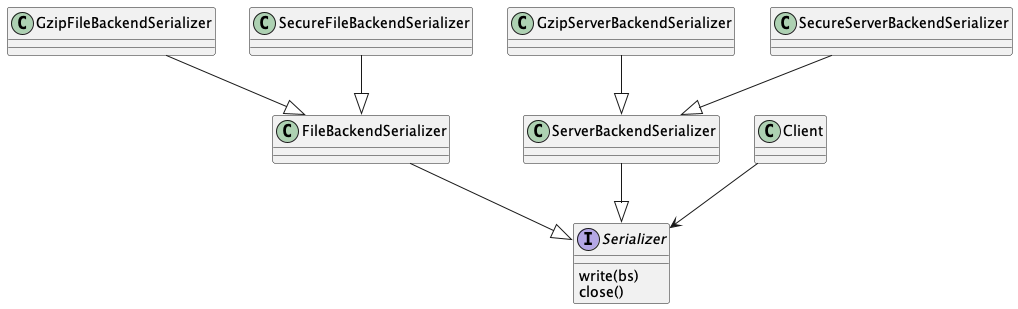 C GzipFileBackendSerializer
C SecureFileBackendSerializer
C GzipServerBackendSerializer
C SecureServerBackendSerializer
C FileBackendSerializer
C ServerBackendSerializer
C Client
I Serializer
write(bs)
close()